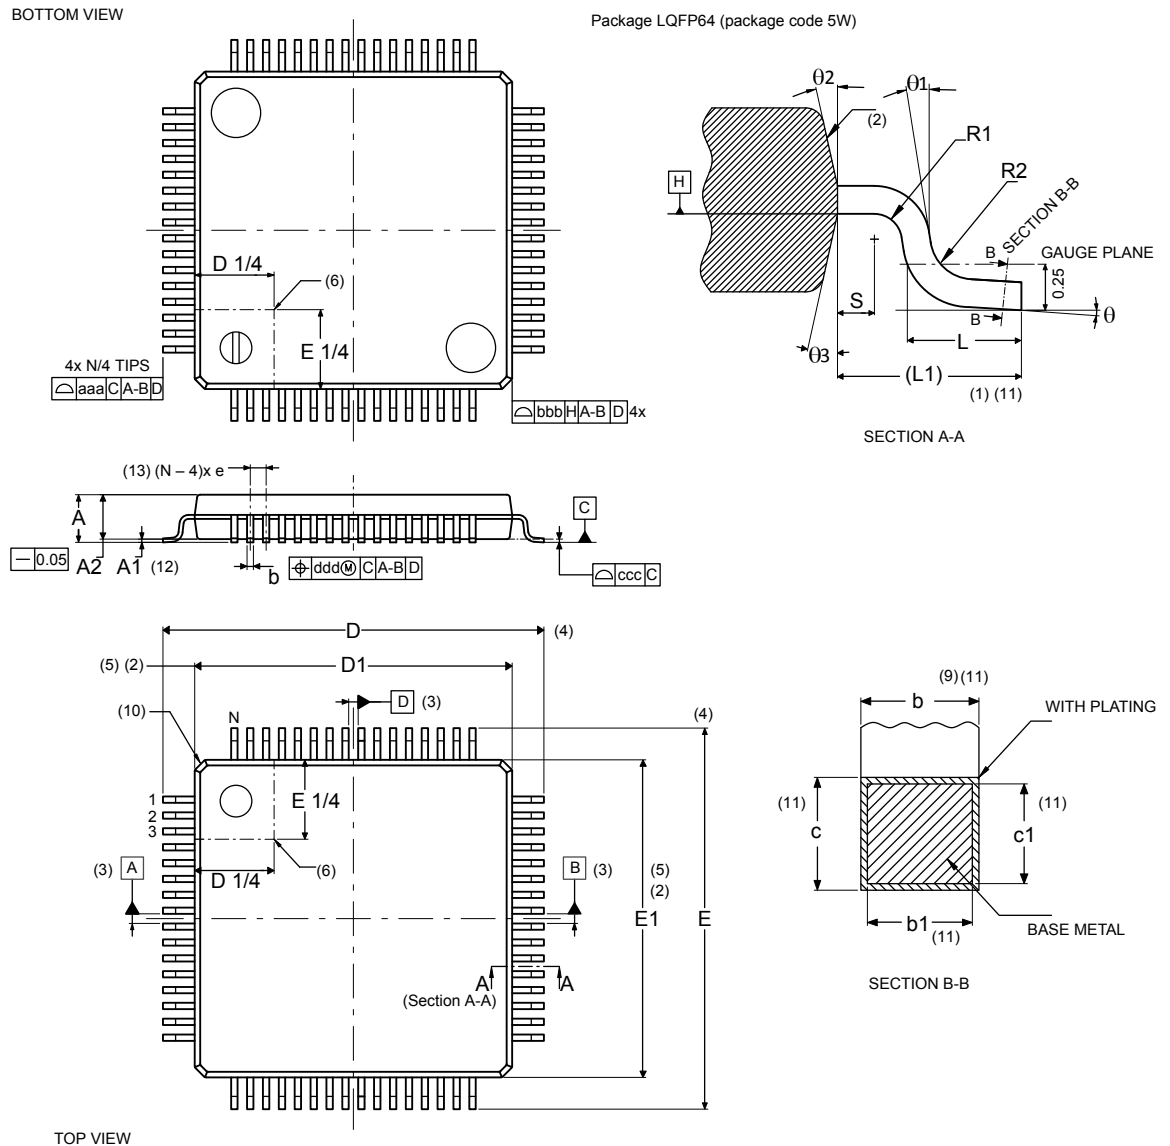 BOTTOM VIEW
Package LQFP64 (package code 5W)
θ2
θ1
(2)
R1
R2
H
SECTION B-B
B
GAUGE PLANE
0.25
S
B
θ
L
θ3
(L1)
(1) (11)
SECTION A-A
D 1/4
(6)
E 1/4
4x N/4 TIPS
aaa C A-B D
bbb H A-B D 4x
(13) (N – 4)x e
A
C
0.05
A2
A1
(12)
b
ddd Ⓜ C A-B D
ccc C
D
(4)
(5) (2)
D1
(10)
N
D
(3)
(4)
1
2
3
E 1/4
D 1/4
(6)
(3)
A
B
(3)
(5)
(2)
E1
E
A
A
(Section A-A)
TOP VIEW
(9) (11)
b
WITH PLATING
(11)
c
(11)
c1
b1
(11)
BASE METAL
SECTION B-B